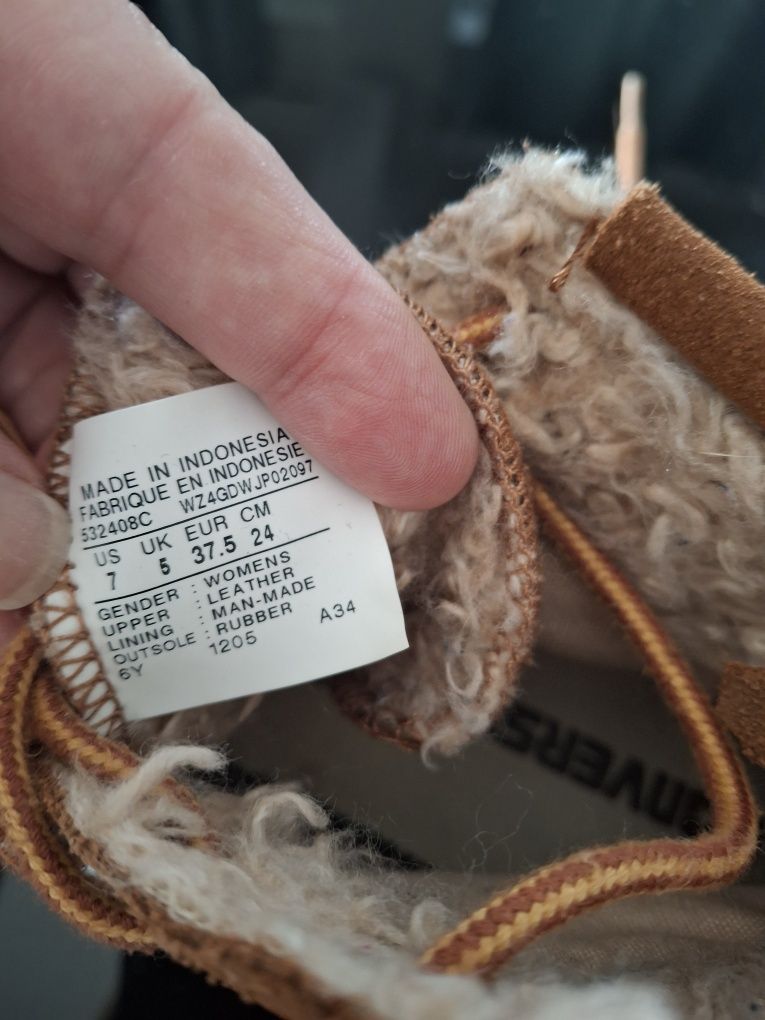 MADE IN INDONESIA
FABRIQUE EN INDONESIE
532408C WZ4GDWJP02097
US UK EUR CM
7 5 37.5 24
GENDER : WOMENS
UPPER : LEATHER
LINING : MAN-MADE
OUTSOLE : RUBBER A34
6Y 1205
ONVERS